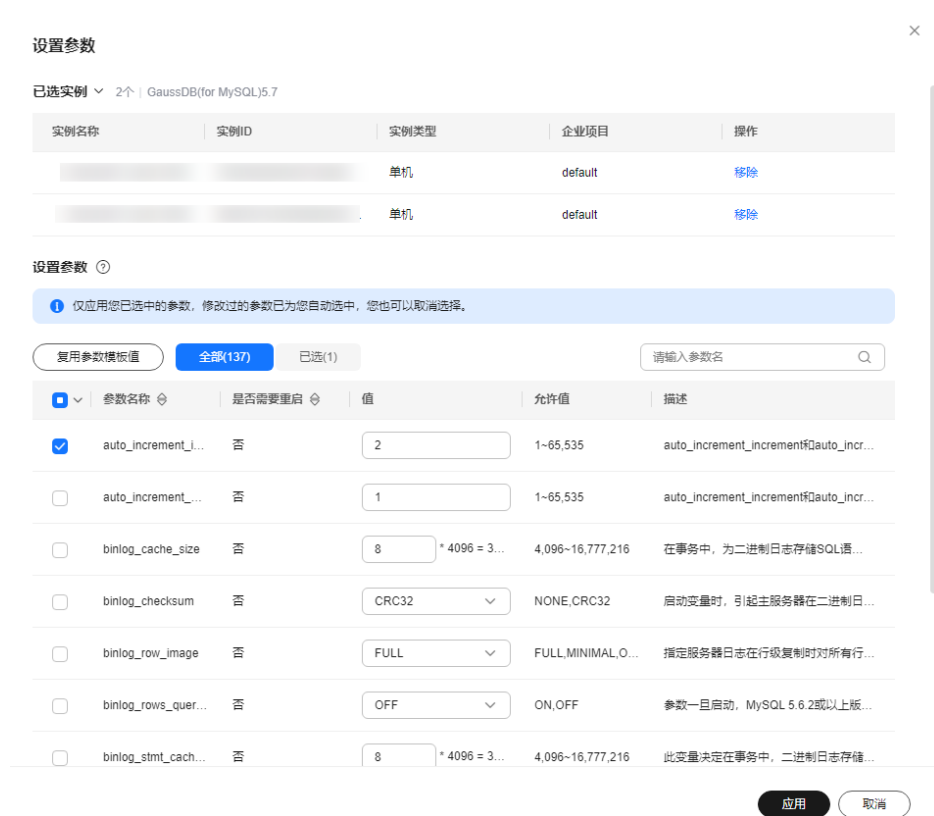 设置参数
已选实例 2个 | GaussDB(for MySQL)5.7
实例名称 实例ID 实例类型 企业项目 操作
单机 default 移除
单机 default 移除
设置参数
仅应用您已选中的参数，修改过的参数已为您自动选中，您也可以取消选择。
复用参数模板值 全部(137) 已选(1) 请输入参数名
参数名称 是否需要重启 值 允许值 描述
auto_increment_i... 否 2 1~65,535 auto_increment_increment和auto_incr...
auto_increment_... 否 1 1~65,535 auto_increment_increment和auto_incr...
binlog_cache_size 否 8 * 4096 = 3... 4,096~16,777,216 在事务中，为二进制日志存储SQL语...
binlog_checksum 否 CRC32 NONE,CRC32 启动变量时，引起主服务器在二进制日...
binlog_row_image 否 FULL FULL,MINIMAL,O... 指定服务器日志在行级复制时对所有行...
binlog_rows_quer... 否 OFF ON,OFF 参数一旦启动，MySQL 5.6.2或以上版...
binlog_stmt_cach... 否 8 * 4096 = 3... 4,096~16,777,216 此变量决定在事务中，二进制日志存储...
应用 取消